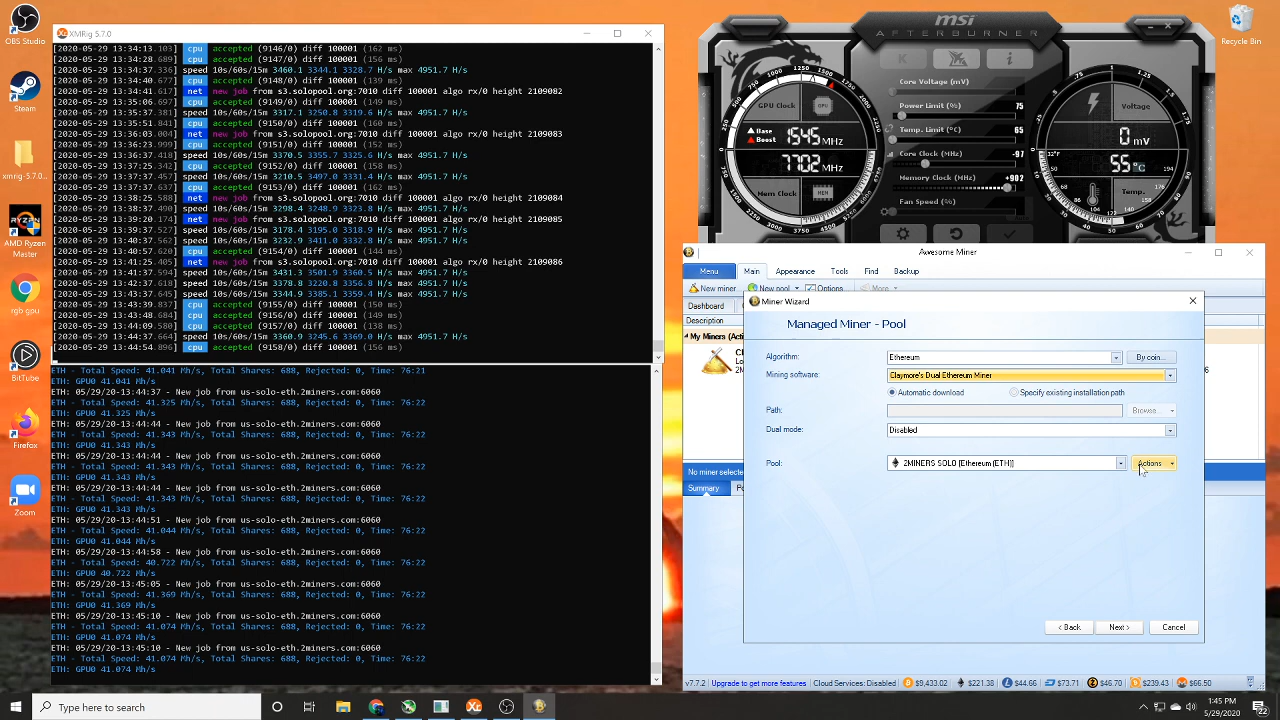 OBS Studio
Steam
xmrig-5.7.0...
AMD Ryzen
Master
rgb gpu
BitTube
Firefox
Zoom
Recycle Bin
XMRig 5.7.0
[2020-05-29 13:34:13.103] cpu accepted (9146/0) diff 100001 (162 ms)
[2020-05-29 13:34:28.689] cpu accepted (9147/0) diff 100001 (156 ms)
[2020-05-29 13:34:37.336] speed 10s/60s/15m 3460.1 3344.1 3328.7 H/s max 4951.7 H/s
[2020-05-29 13:34:40.677] cpu accepted (9148/0) diff 100001 (139 ms)
[2020-05-29 13:34:41.617] net new job from s3.solopool.org:7010 diff 100001 algo rx/0 height 2109082
[2020-05-29 13:35:06.697] cpu accepted (9149/0) diff 100001 (149 ms)
[2020-05-29 13:35:37.381] speed 10s/60s/15m 3317.1 3250.8 3319.6 H/s max 4951.7 H/s
[2020-05-29 13:35:51.841] cpu accepted (9150/0) diff 100001 (160 ms)
[2020-05-29 13:36:03.004] net new job from s3.solopool.org:7010 diff 100001 algo rx/0 height 2109083
[2020-05-29 13:36:23.999] cpu accepted (9151/0) diff 100001 (152 ms)
[2020-05-29 13:36:37.418] speed 10s/60s/15m 3370.5 3355.7 3325.6 H/s max 4951.7 H/s
[2020-05-29 13:37:25.342] cpu accepted (9152/0) diff 100001 (158 ms)
[2020-05-29 13:37:37.457] speed 10s/60s/15m 3210.5 3497.0 3331.4 H/s max 4951.7 H/s
[2020-05-29 13:37:37.937] cpu accepted (9153/0) diff 100001 (162 ms)
[2020-05-29 13:38:25.588] net new job from s3.solopool.org:7010 diff 100001 algo rx/0 height 2109084
[2020-05-29 13:38:37.490] speed 10s/60s/15m 3298.4 3248.9 3323.8 H/s max 4951.7 H/s
[2020-05-29 13:39:20.174] net new job from s3.solopool.org:7010 diff 100001 algo rx/0 height 2109085
[2020-05-29 13:39:37.527] speed 10s/60s/15m 3178.4 3195.0 3318.9 H/s max 4951.7 H/s
[2020-05-29 13:40:37.562] speed 10s/60s/15m 3232.9 3411.0 3332.8 H/s max 4951.7 H/s
[2020-05-29 13:40:57.620] cpu accepted (9154/0) diff 100001 (144 ms)
[2020-05-29 13:41:25.405] net new job from s3.solopool.org:7010 diff 100001 algo rx/0 height 2109086
[2020-05-29 13:41:37.594] speed 10s/60s/15m 3431.3 3501.9 3360.5 H/s max 4951.7 H/s
[2020-05-29 13:42:37.618] speed 10s/60s/15m 3378.8 3220.8 3356.8 H/s max 4951.7 H/s
[2020-05-29 13:43:37.645] speed 10s/60s/15m 3344.9 3385.1 3359.4 H/s max 4951.7 H/s
[2020-05-29 13:43:39.837] cpu accepted (9155/0) diff 100001 (150 ms)
[2020-05-29 13:43:48.684] cpu accepted (9156/0) diff 100001 (149 ms)
[2020-05-29 13:44:09.580] cpu accepted (9157/0) diff 100001 (138 ms)
[2020-05-29 13:44:37.664] speed 10s/60s/15m 3360.9 3245.6 3369.0 H/s max 4951.7 H/s
[2020-05-29 13:44:54.896] cpu accepted (9158/0) diff 100001 (156 ms)
ETH - Total Speed: 41.041 Mh/s, Total Shares: 688, Rejected: 0, Time: 76:21
ETH: GPU0 41.041 Mh/s
ETH: 05/29/20-13:44:37 - New job from us-solo-eth.2miners.com:6060
ETH - Total Speed: 41.325 Mh/s, Total Shares: 688, Rejected: 0, Time: 76:22
ETH: GPU0 41.325 Mh/s
ETH: 05/29/20-13:44:44 - New job from us-solo-eth.2miners.com:6060
ETH - Total Speed: 41.343 Mh/s, Total Shares: 688, Rejected: 0, Time: 76:22
ETH: GPU0 41.343 Mh/s
ETH: 05/29/20-13:44:44 - New job from us-solo-eth.2miners.com:6060
ETH - Total Speed: 41.343 Mh/s, Total Shares: 688, Rejected: 0, Time: 76:22
ETH: GPU0 41.343 Mh/s
ETH: 05/29/20-13:44:51 - New job from us-solo-eth.2miners.com:6060
ETH - Total Speed: 41.044 Mh/s, Total Shares: 688, Rejected: 0, Time: 76:22
ETH: GPU0 41.044 Mh/s
ETH: 05/29/20-13:44:58 - New job from us-solo-eth.2miners.com:6060
ETH - Total Speed: 40.722 Mh/s, Total Shares: 688, Rejected: 0, Time: 76:22
ETH: GPU0 40.722 Mh/s
ETH: 05/29/20-13:45:05 - New job from us-solo-eth.2miners.com:6060
ETH - Total Speed: 41.369 Mh/s, Total Shares: 688, Rejected: 0, Time: 76:22
ETH: GPU0 41.369 Mh/s
ETH: 05/29/20-13:45:10 - New job from us-solo-eth.2miners.com:6060
ETH - Total Speed: 41.074 Mh/s, Total Shares: 688, Rejected: 0, Time: 76:22
ETH: GPU0 41.074 Mh/s
ETH: 05/29/20-13:45:10 - New job from us-solo-eth.2miners.com:6060
ETH - Total Speed: 41.074 Mh/s, Total Shares: 688, Rejected: 0, Time: 76:22
ETH: GPU0 41.074 Mh/s
msi
AFTERBURNER
GPU Clock
Base
Boost
1545 MHz
7702 MHz
Mem Clock
Core Voltage (mV)
Power Limit (%) 75
Temp. Limit (°C) 65
Core Clock (MHz) -97
Memory Clock (MHz) +902
Fan Speed (%)
Voltage
0 mV
55 °C
Temp.
Awesome Miner
Menu Main Appearance Tools Find Backup
New miner New pool Options More
Dashboard
Description
My Miners (Acti
No miner selecte
Summary
Miner Wizard
Managed Miner - Pool
Algorithm: Ethereum By coin...
Mining software: Claymore's Dual Ethereum Miner
Automatic download Specify existing installation path
Path: Browse...
Dual mode: Disabled
Pool: 2MINERS SOLO [Ethereum (ETH)] Actions
< Back Next > Cancel
v7.7.2 Upgrade to get more features Cloud Services: Disabled $9,433.02 $221.38 $44.66 $73.71 $46.70 $239.43 $66.50
Type here to search
1:45 PM
5/29/2020
22